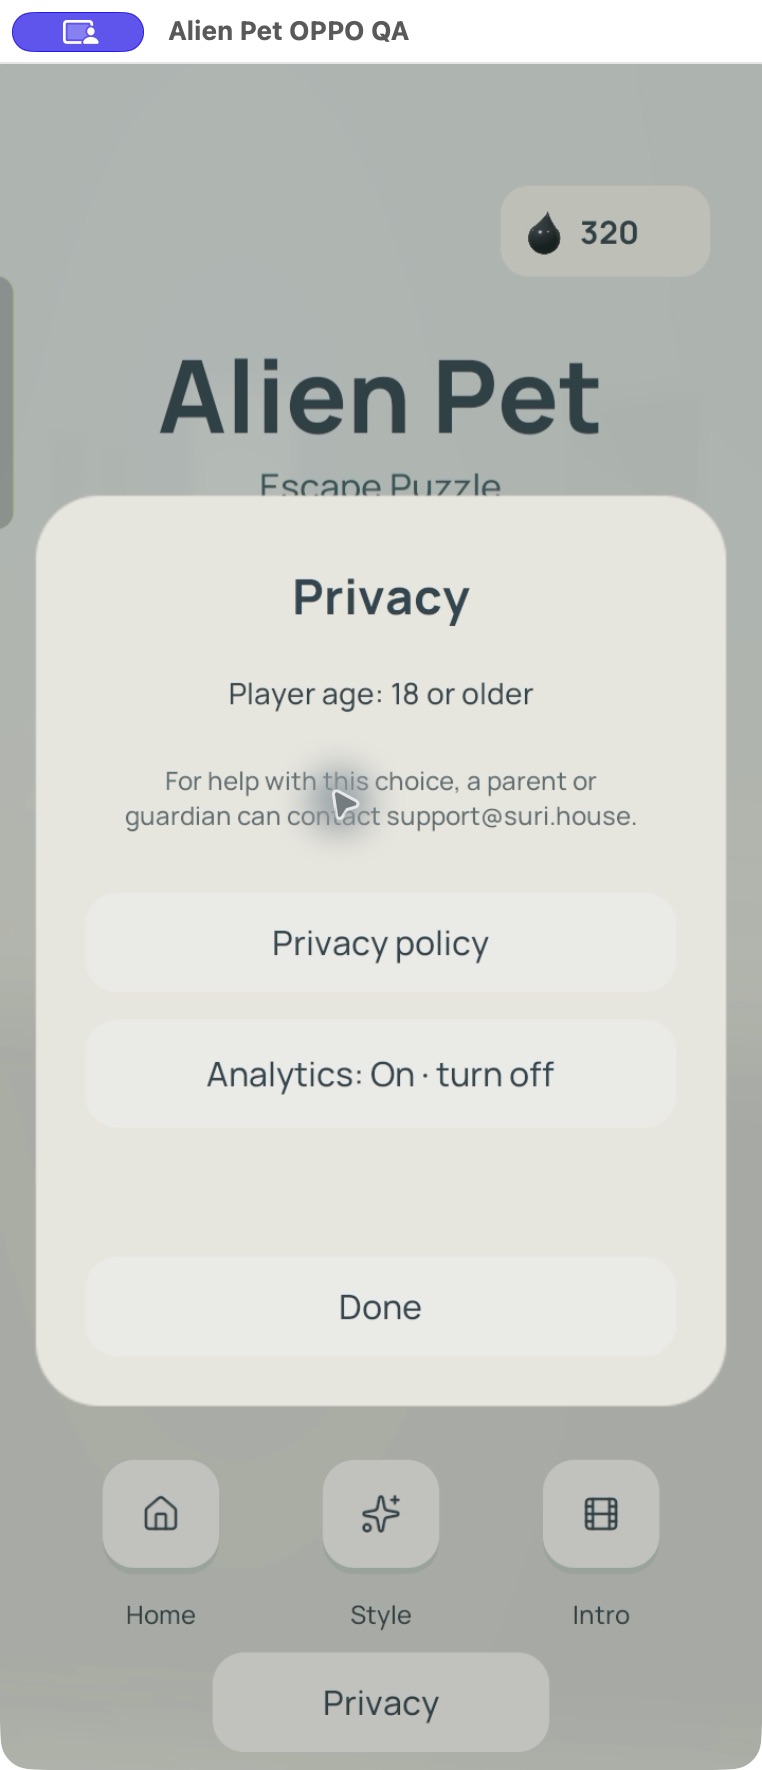 Alien Pet OPPO QA
320
Alien Pet
Escape Puzzle
Privacy
Player age: 18 or older
For help with this choice, a parent or
guardian can contact support@suri.house.
Privacy policy
Analytics: On · turn off
Done
Home
Style
Intro
Privacy